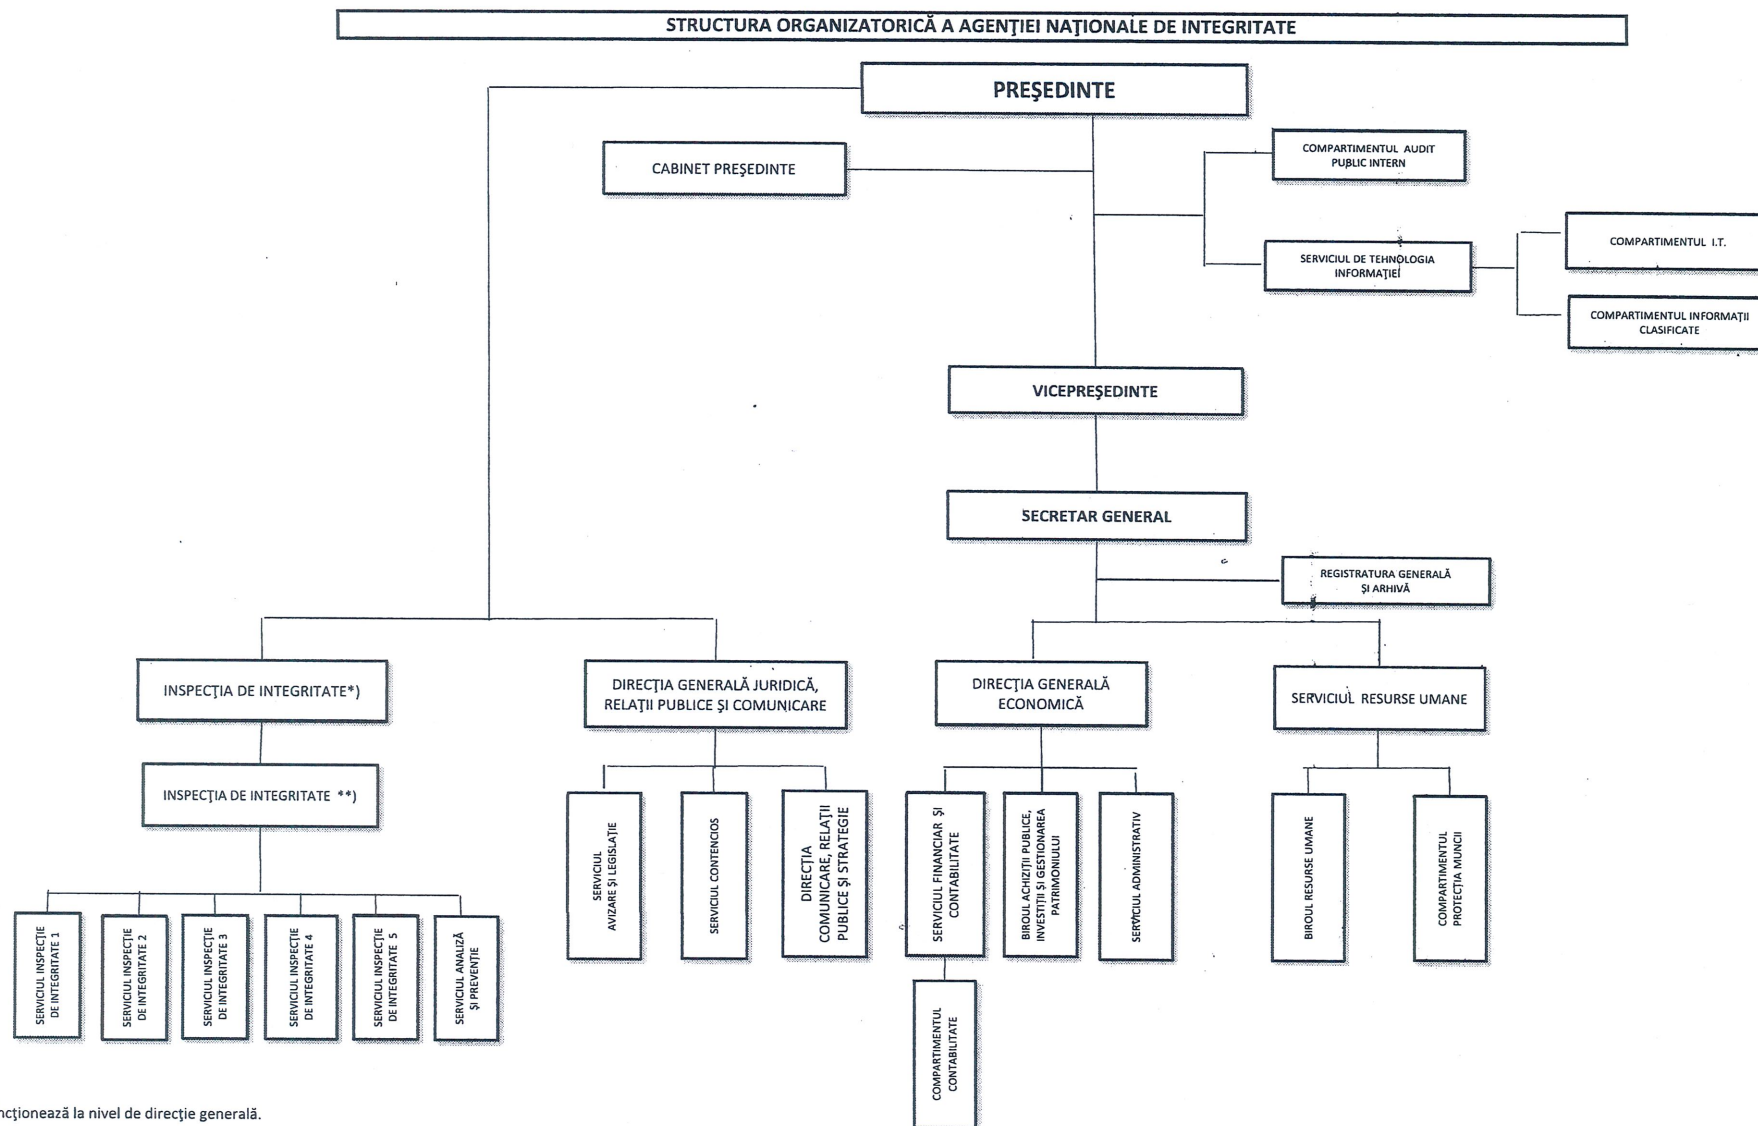 STRUCTURA ORGANIZATORICĂ A AGENŢIEI NAŢIONALE DE INTEGRITATE
PREŞEDINTE
CABINET PREŞEDINTE
COMPARTIMENTUL AUDIT
PUBLIC INTERN
SERVICIUL DE TEHNOLOGIA
INFORMAŢIEI
COMPARTIMENTUL I.T.
COMPARTIMENTUL INFORMAŢII
CLASIFICATE
VICEPREŞEDINTE
SECRETAR GENERAL
REGISTRATURA GENERALĂ
ŞI ARHIVĂ
INSPECŢIA DE INTEGRITATE*)
DIRECŢIA GENERALĂ JURIDICĂ,
RELAŢII PUBLICE ŞI COMUNICARE
DIRECŢIA GENERALĂ
ECONOMICĂ
SERVICIUL RESURSE UMANE
INSPECŢIA DE INTEGRITATE **)
SERVICIUL
AVIZARE ŞI LEGISLAŢIE
SERVICIUL CONTENCIOS
DIRECŢIA
COMUNICARE, RELAŢII
PUBLICE ŞI STRATEGIE
SERVICIUL FINANCIAR ŞI
CONTABILITATE
BIROUL ACHIZIŢII PUBLICE,
INVESTIŢII ŞI GESTIONAREA
PATRIMONIULUI
SERVICIUL ADMINISTRATIV
BIROUL RESURSE UMANE
COMPARTIMENTUL
PROTECŢIA MUNCII
SERVICIUL INSPECŢIE
DE INTEGRITATE 1
SERVICIUL INSPECŢIE
DE INTEGRITATE 2
SERVICIUL INSPECŢIE
DE INTEGRITATE 3
SERVICIUL INSPECŢIE
DE INTEGRITATE 4
SERVICIUL INSPECŢIE
DE INTEGRITATE 5
SERVICIUL ANALIZĂ
ŞI PREVENŢIE
COMPARTIMENTUL
CONTABILITATE
ncţionează la nivel de direcţie generală.